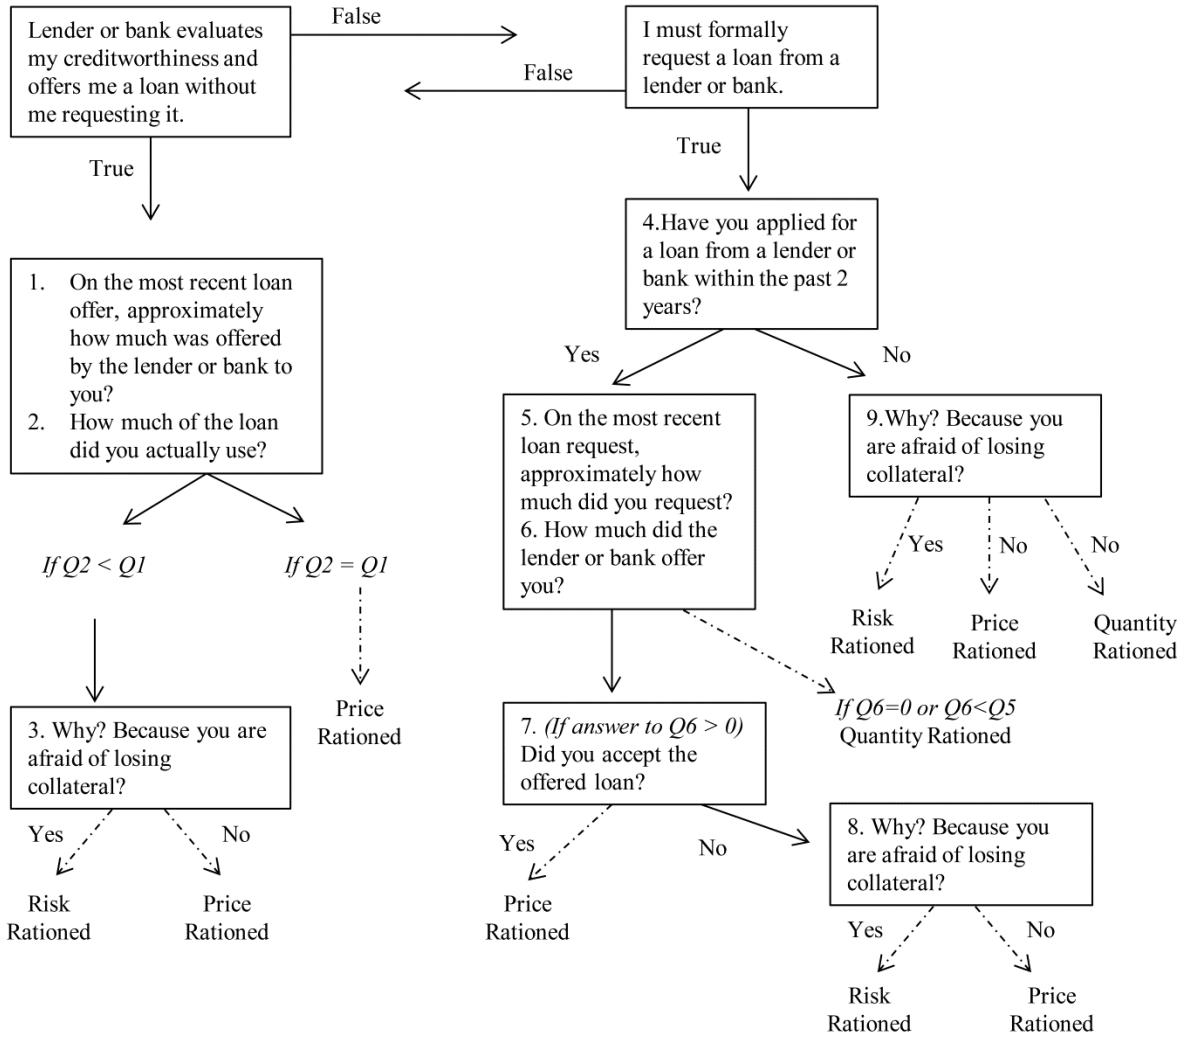 Lender or bank evaluates
my creditworthiness and
offers me a loan without
me requesting it.
False
False
I must formally
request a loan from a
lender or bank.
True
True
4.Have you applied for
a loan from a lender or
bank within the past 2
years?
1. On the most recent loan
offer, approximately
how much was offered
by the lender or bank to
you?
2. How much of the loan
did you actually use?
Yes
No
5. On the most recent
loan request,
approximately how
much did you request?
6. How much did the
lender or bank offer
you?
9.Why? Because you
are afraid of losing
collateral?
If Q2 < Q1
If Q2 = Q1
Yes
No
No
Risk
Rationed
Price
Rationed
Quantity
Rationed
Price
Rationed
If Q6=0 or Q6<Q5
Quantity Rationed
3. Why? Because you are
afraid of losing
collateral?
7. (If answer to Q6 > 0)
Did you accept the
offered loan?
Yes
No
Yes
No
8. Why? Because you
are afraid of losing
collateral?
Risk
Rationed
Price
Rationed
Price
Rationed
Yes
No
Risk
Rationed
Price
Rationed